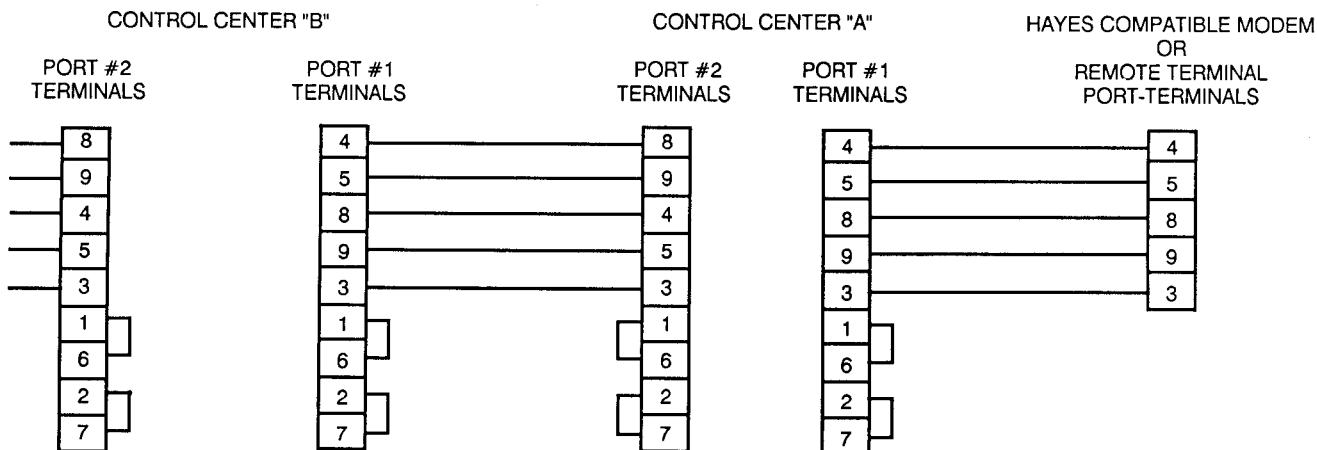 CONTROL CENTER "B"
CONTROL CENTER "A"
HAYES COMPATIBLE MODEM
OR
REMOTE TERMINAL
PORT-TERMINALS
PORT #2
TERMINALS
PORT #1
TERMINALS
PORT #2
TERMINALS
PORT #1
TERMINALS
8
9
4
5
3
1
6
2
7
4
5
8
9
3
1
6
2
7
8
9
4
5
3
1
6
2
7
4
5
8
9
3
1
6
2
7
4
5
8
9
3